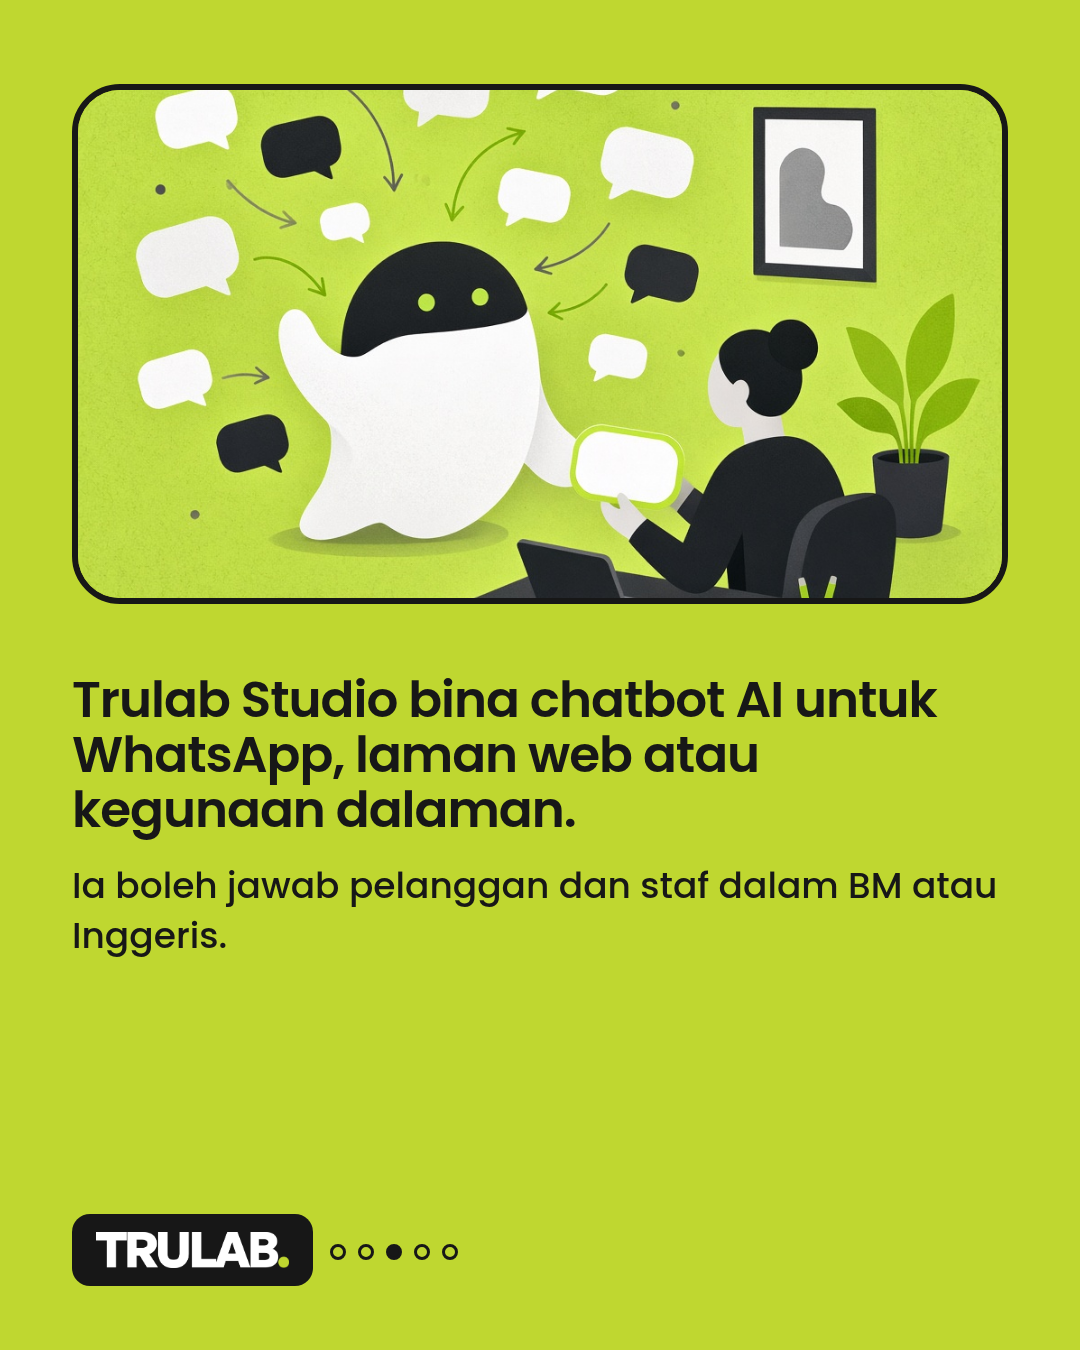 Trulab Studio bina chatbot AI untuk
WhatsApp, laman web atau
kegunaan dalaman.
Ia boleh jawab pelanggan dan staf dalam BM atau
Inggeris.
TRULAB.